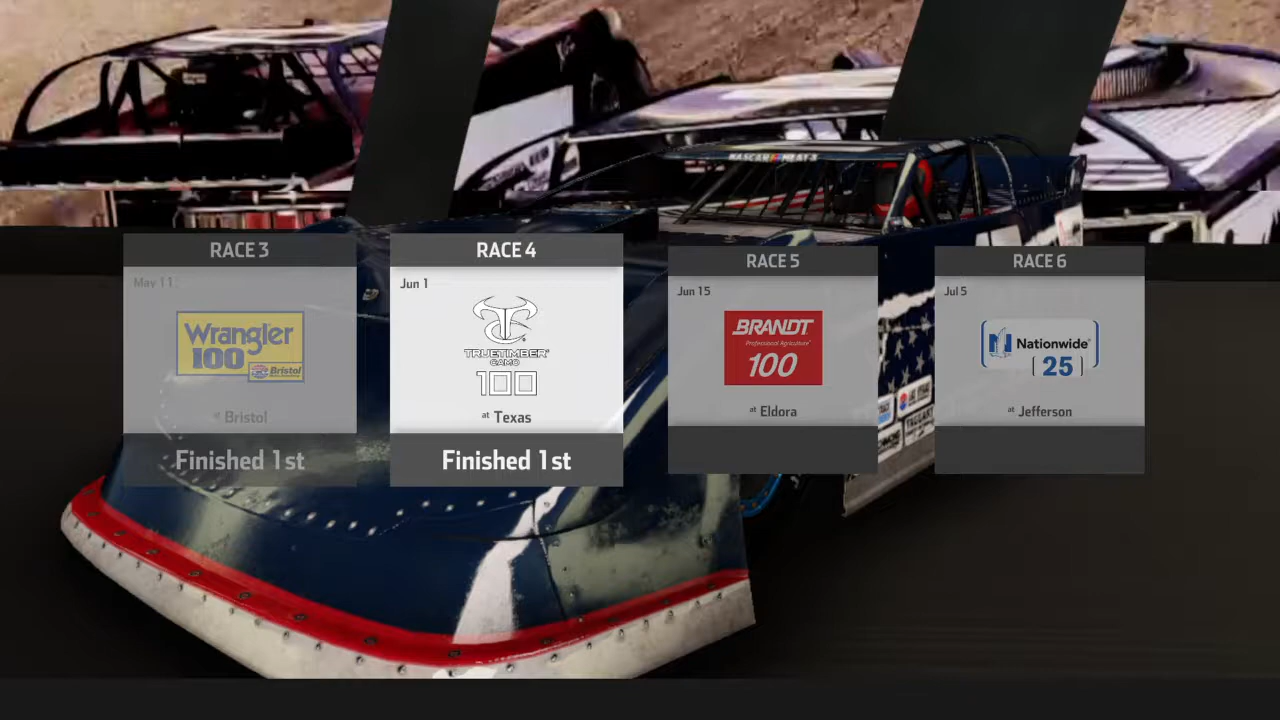 NASCAR HEAT 3
RACE 3
May 11
Wrangler
100
Bristol
at Bristol
Finished 1st
RACE 4
Jun 1
TRUETIMBER
CAMO
100
at Texas
Finished 1st
RACE 5
Jun 15
BRANDT
Professional Agriculture
100
at Eldora
RACE 6
Jul 5
Nationwide
25
at Jefferson